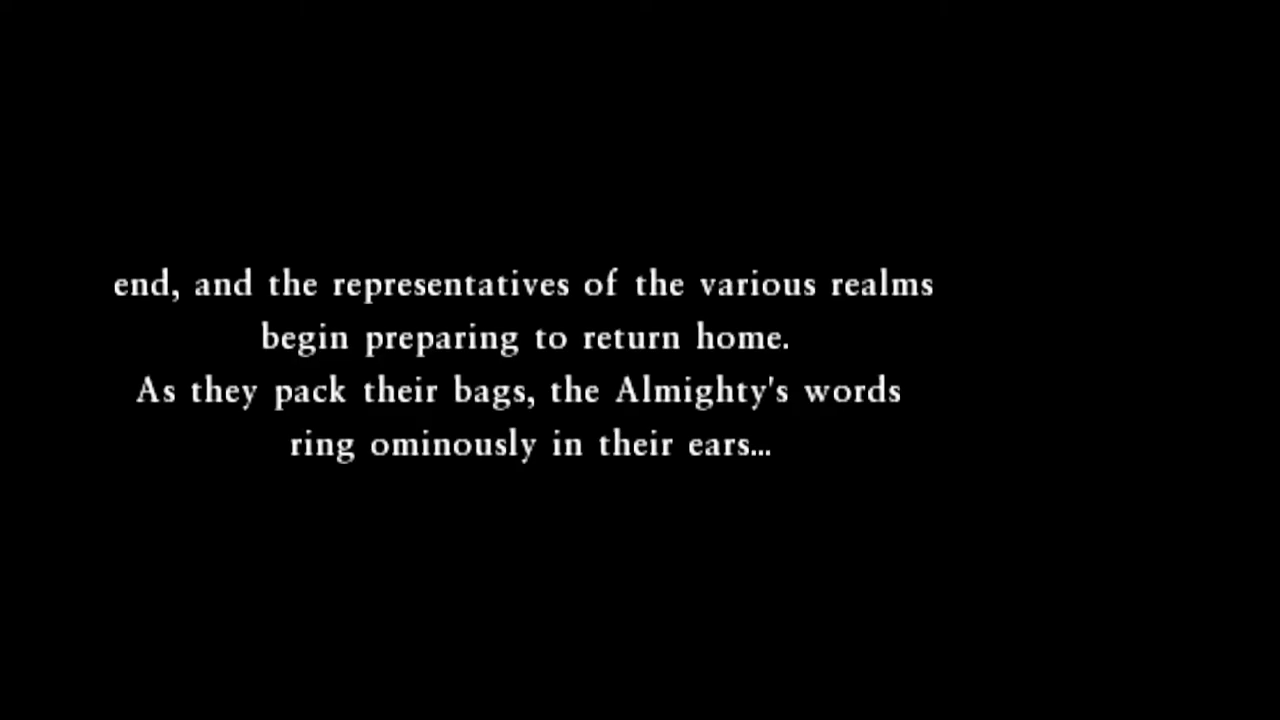 end, and the representatives of the various realms
begin preparing to return home.
As they pack their bags, the Almighty's words
ring ominously in their ears...